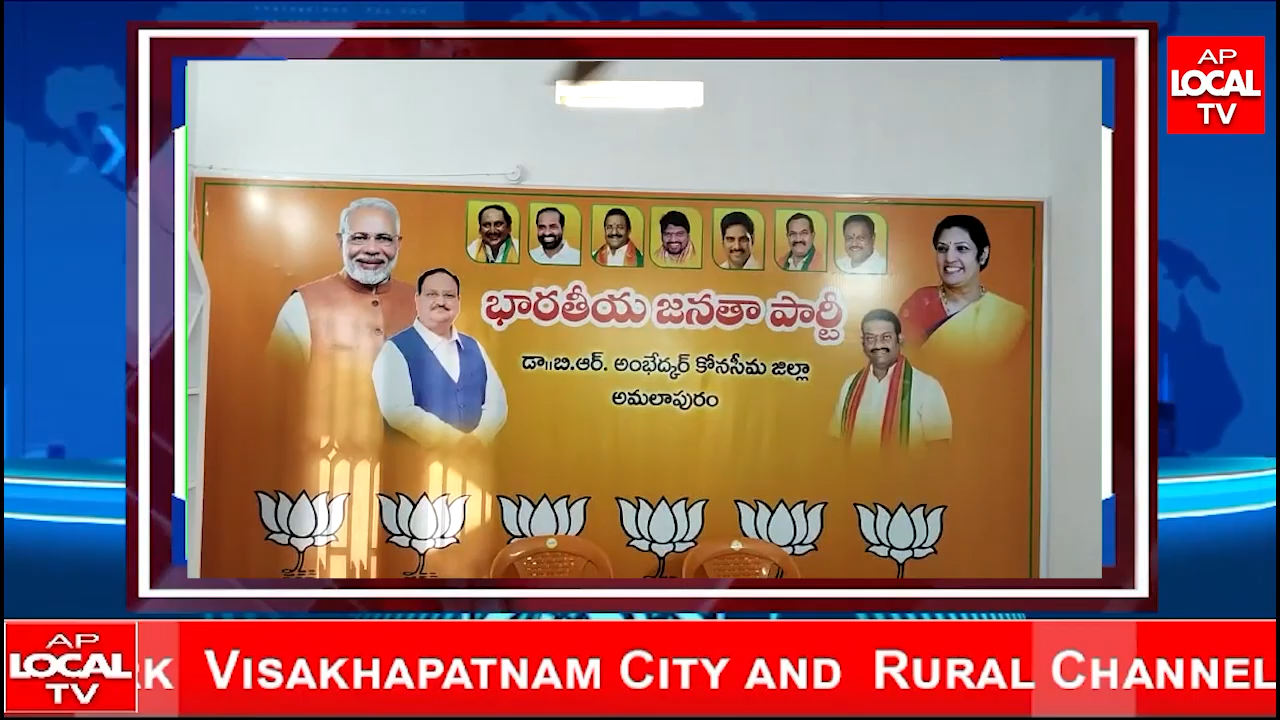 AP
LOCAL
TV
భారతీయ జనతా పార్టీ
డా||బి.ఆర్. అంబేద్కర్ కోనసీమ జిల్లా
అమలాపురం
AP
LOCAL
TV
VISAKHAPATNAM CITY AND RURAL CHANNEL